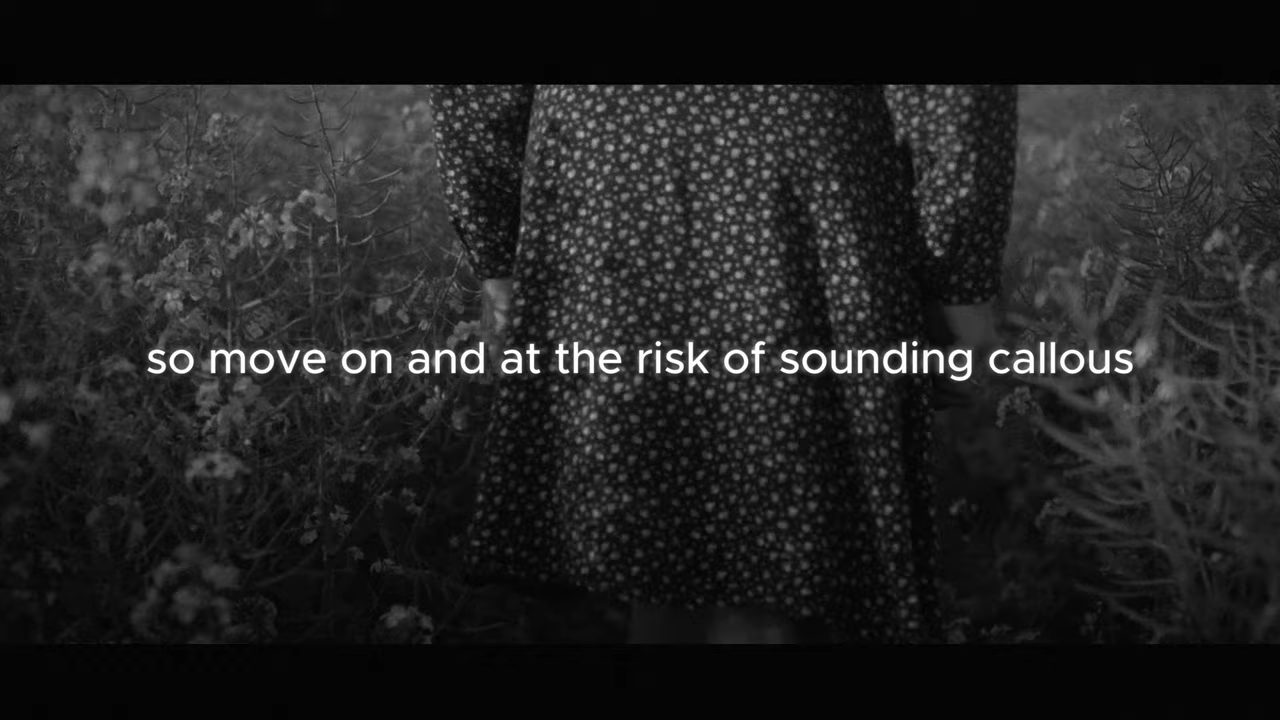 so move on and at the risk of sounding callous